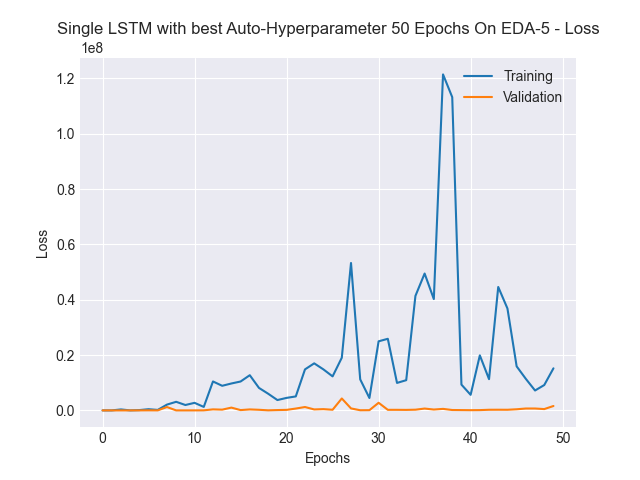 Single LSTM with best Auto-Hyperparameter 50 Epochs On EDA-5 - Loss
1e8
Training
Validation
1.2
1.0
0.8
0.6
0.4
0.2
0.0
Loss
0 10 20 30 40 50
Epochs